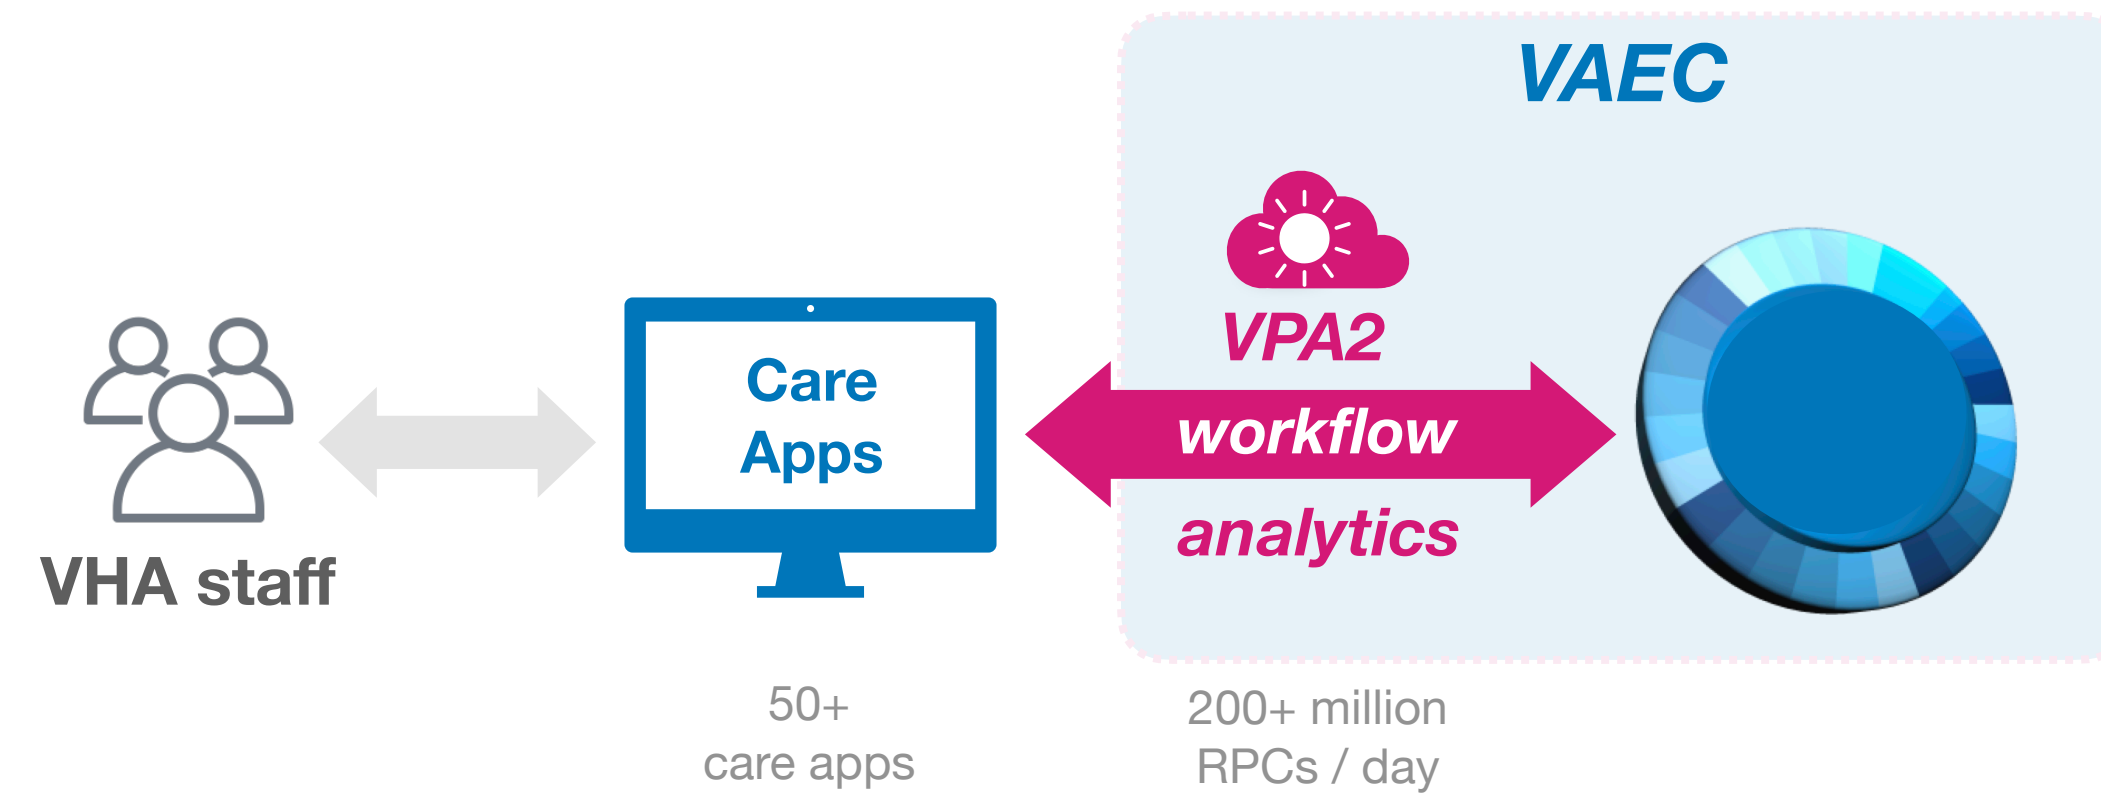 VAEC
VPA2
Care
Apps
workflow
analytics
VHA staff
50+
care apps
200+ million
RPCs / day